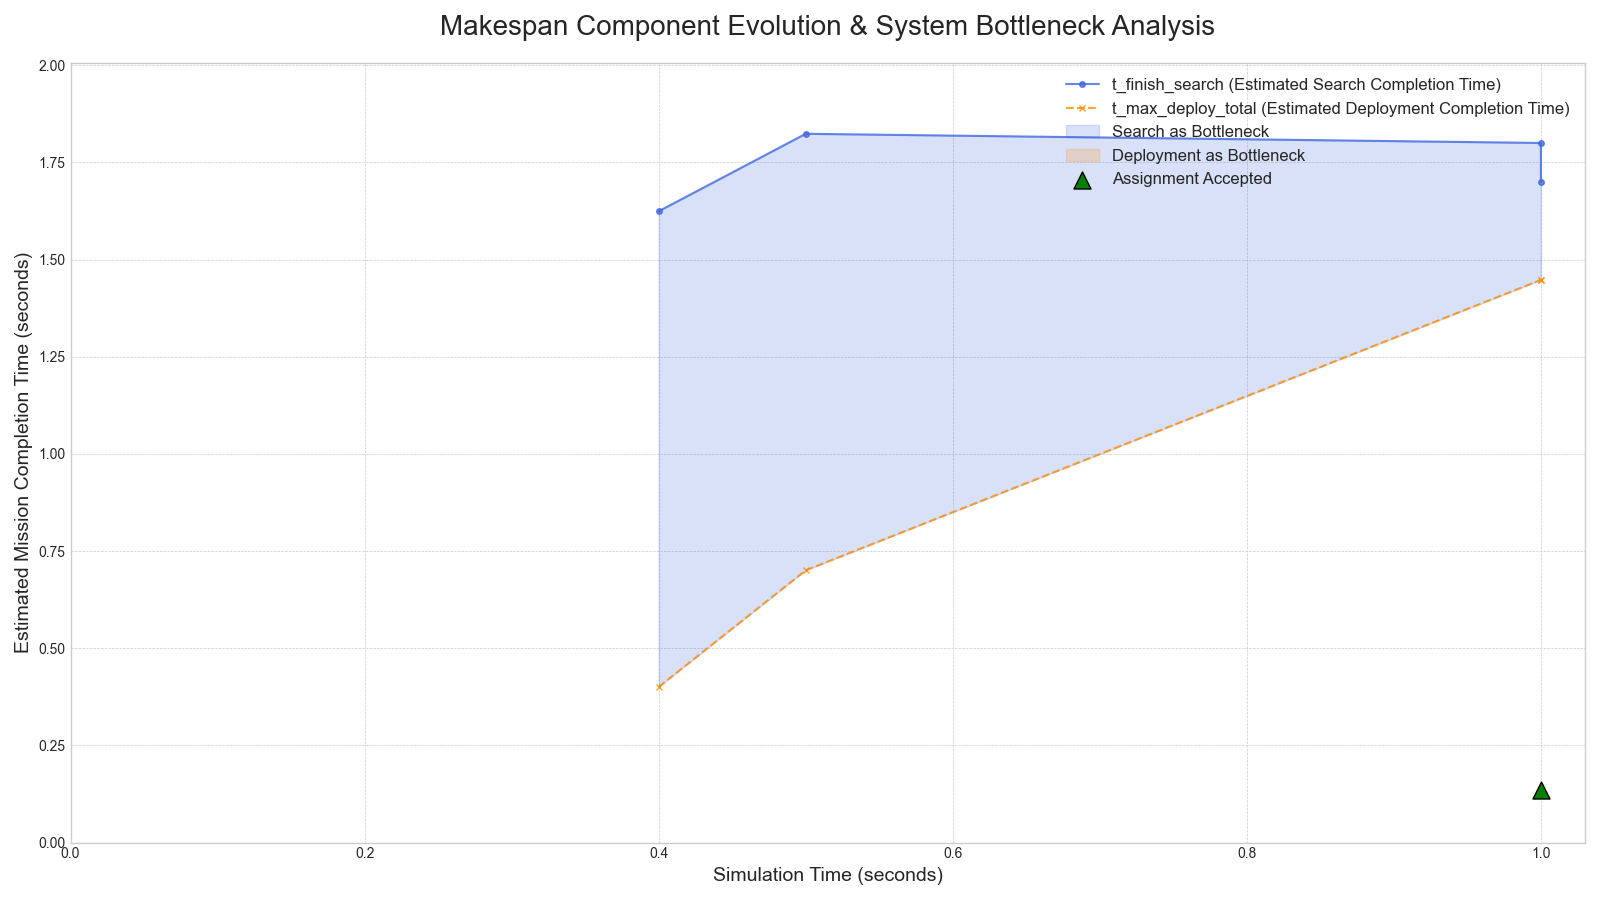 Makespan Component Evolution & System Bottleneck Analysis
t_finish_search (Estimated Search Completion Time)
t_max_deploy_total (Estimated Deployment Completion Time)
Search as Bottleneck
Deployment as Bottleneck
Assignment Accepted
Estimated Mission Completion Time (seconds)
2.00
1.75
1.50
1.25
1.00
0.75
0.50
0.25
0.00
0.0 0.2 0.4 0.6 0.8 1.0
Simulation Time (seconds)